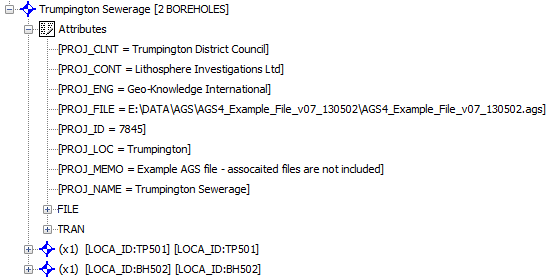 Trumpington Sewerage [2 BOREHOLES]
Attributes
[PROJ_CLNT = Trumpington District Council]
[PROJ_CONT = Lithosphere Investigations Ltd]
[PROJ_ENG = Geo-Knowledge International]
[PROJ_FILE = E:\DATA\AGS\AGS4_Example_File_v07_130502\AGS4_Example_File_v07_130502.ags]
[PROJ_ID = 7845]
[PROJ_LOC = Trumpington]
[PROJ_MEMO = Example AGS file - assocaited files are not included]
[PROJ_NAME = Trumpington Sewerage]
FILE
TRAN
(x1) [LOCA_ID:TP501] [LOCA_ID:TP501]
(x1) [LOCA_ID:BH502] [LOCA_ID:BH502]